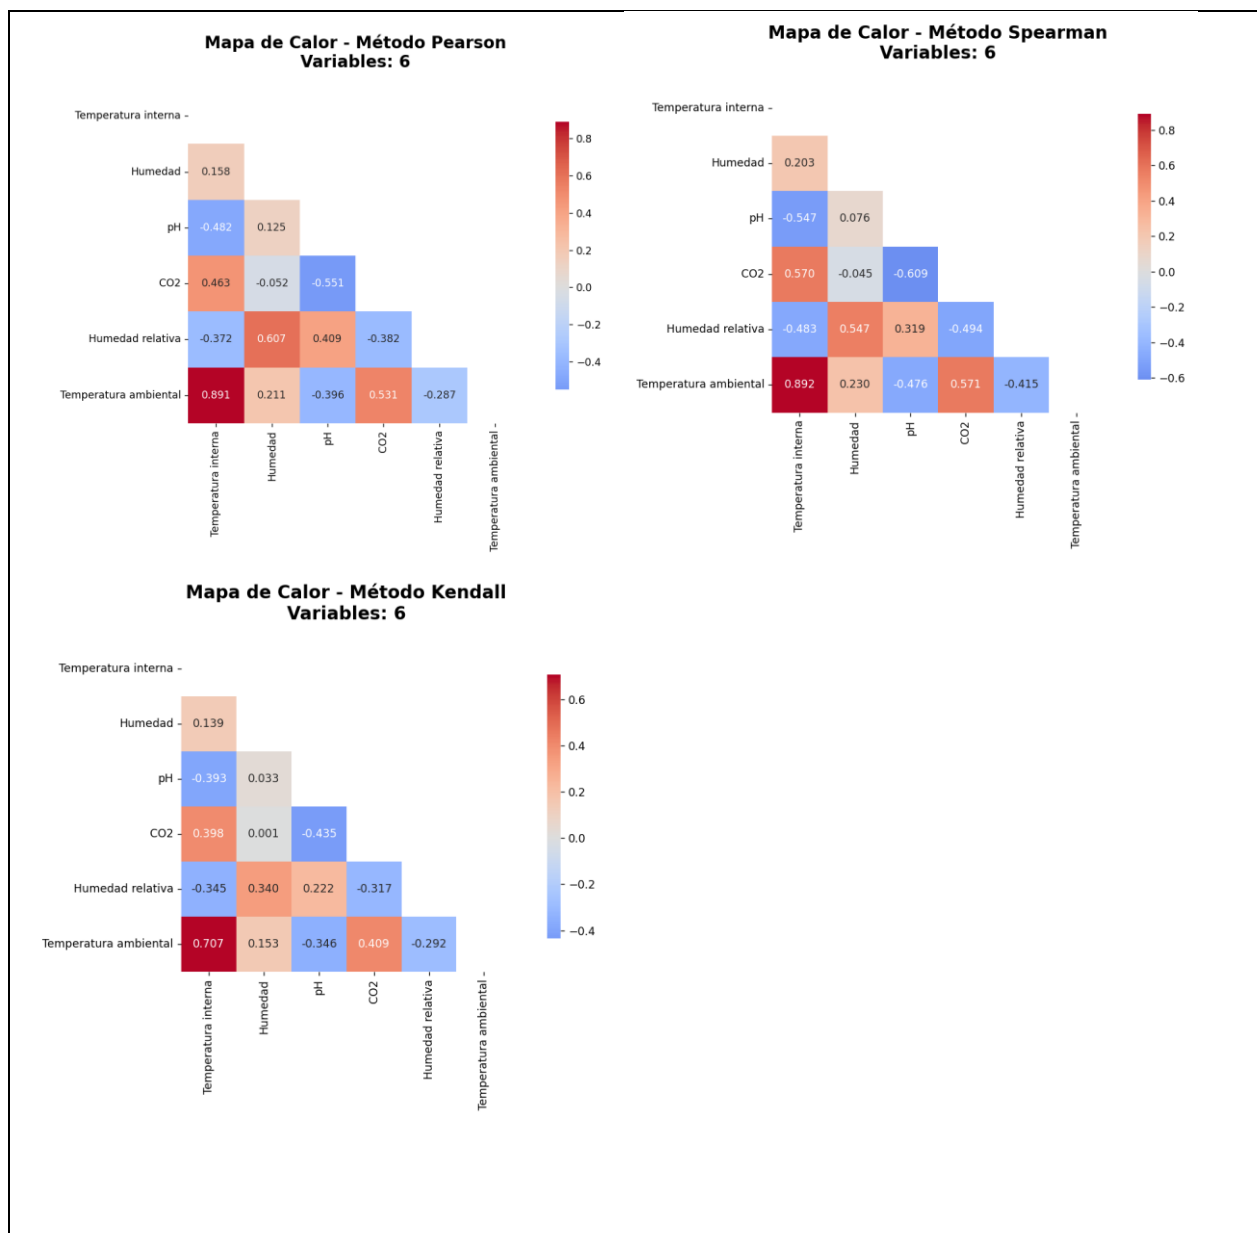 Mapa de Calor - Método Pearson
Variables: 6
Temperatura interna
Humedad
0.158
pH
-0.482 0.125
CO2
0.463 -0.052 -0.551
Humedad relativa
-0.372 0.607 0.409 -0.382
Temperatura ambiental
0.891 0.211 -0.396 0.531 -0.287
Temperatura interna
Humedad
pH
CO2
Humedad relativa
Temperatura ambiental
0.8
0.6
0.4
0.2
0.0
−0.2
−0.4
Mapa de Calor - Método Spearman
Variables: 6
Temperatura interna
Humedad
0.203
pH
-0.547 0.076
CO2
0.570 -0.045 -0.609
Humedad relativa
-0.483 0.547 0.319 -0.494
Temperatura ambiental
0.892 0.230 -0.476 0.571 -0.415
Temperatura interna
Humedad
pH
CO2
Humedad relativa
Temperatura ambiental
0.8
0.6
0.4
0.2
0.0
−0.2
−0.4
−0.6
Mapa de Calor - Método Kendall
Variables: 6
Temperatura interna
Humedad
0.139
pH
-0.393 0.033
CO2
0.398 0.001 -0.435
Humedad relativa
-0.345 0.340 0.222 -0.317
Temperatura ambiental
0.707 0.153 -0.346 0.409 -0.292
Temperatura interna
Humedad
pH
CO2
Humedad relativa
Temperatura ambiental
0.6
0.4
0.2
0.0
−0.2
−0.4